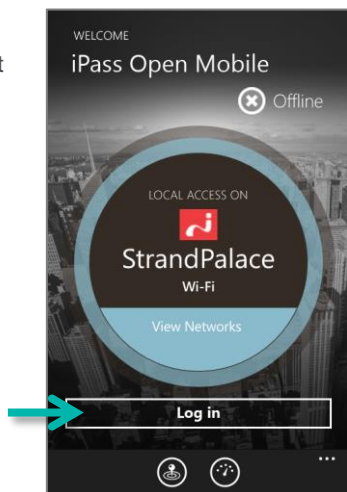 t
WELCOME
iPass Open Mobile
Offline
LOCAL ACCESS ON
StrandPalace
Wi-Fi
View Networks
Log in
...